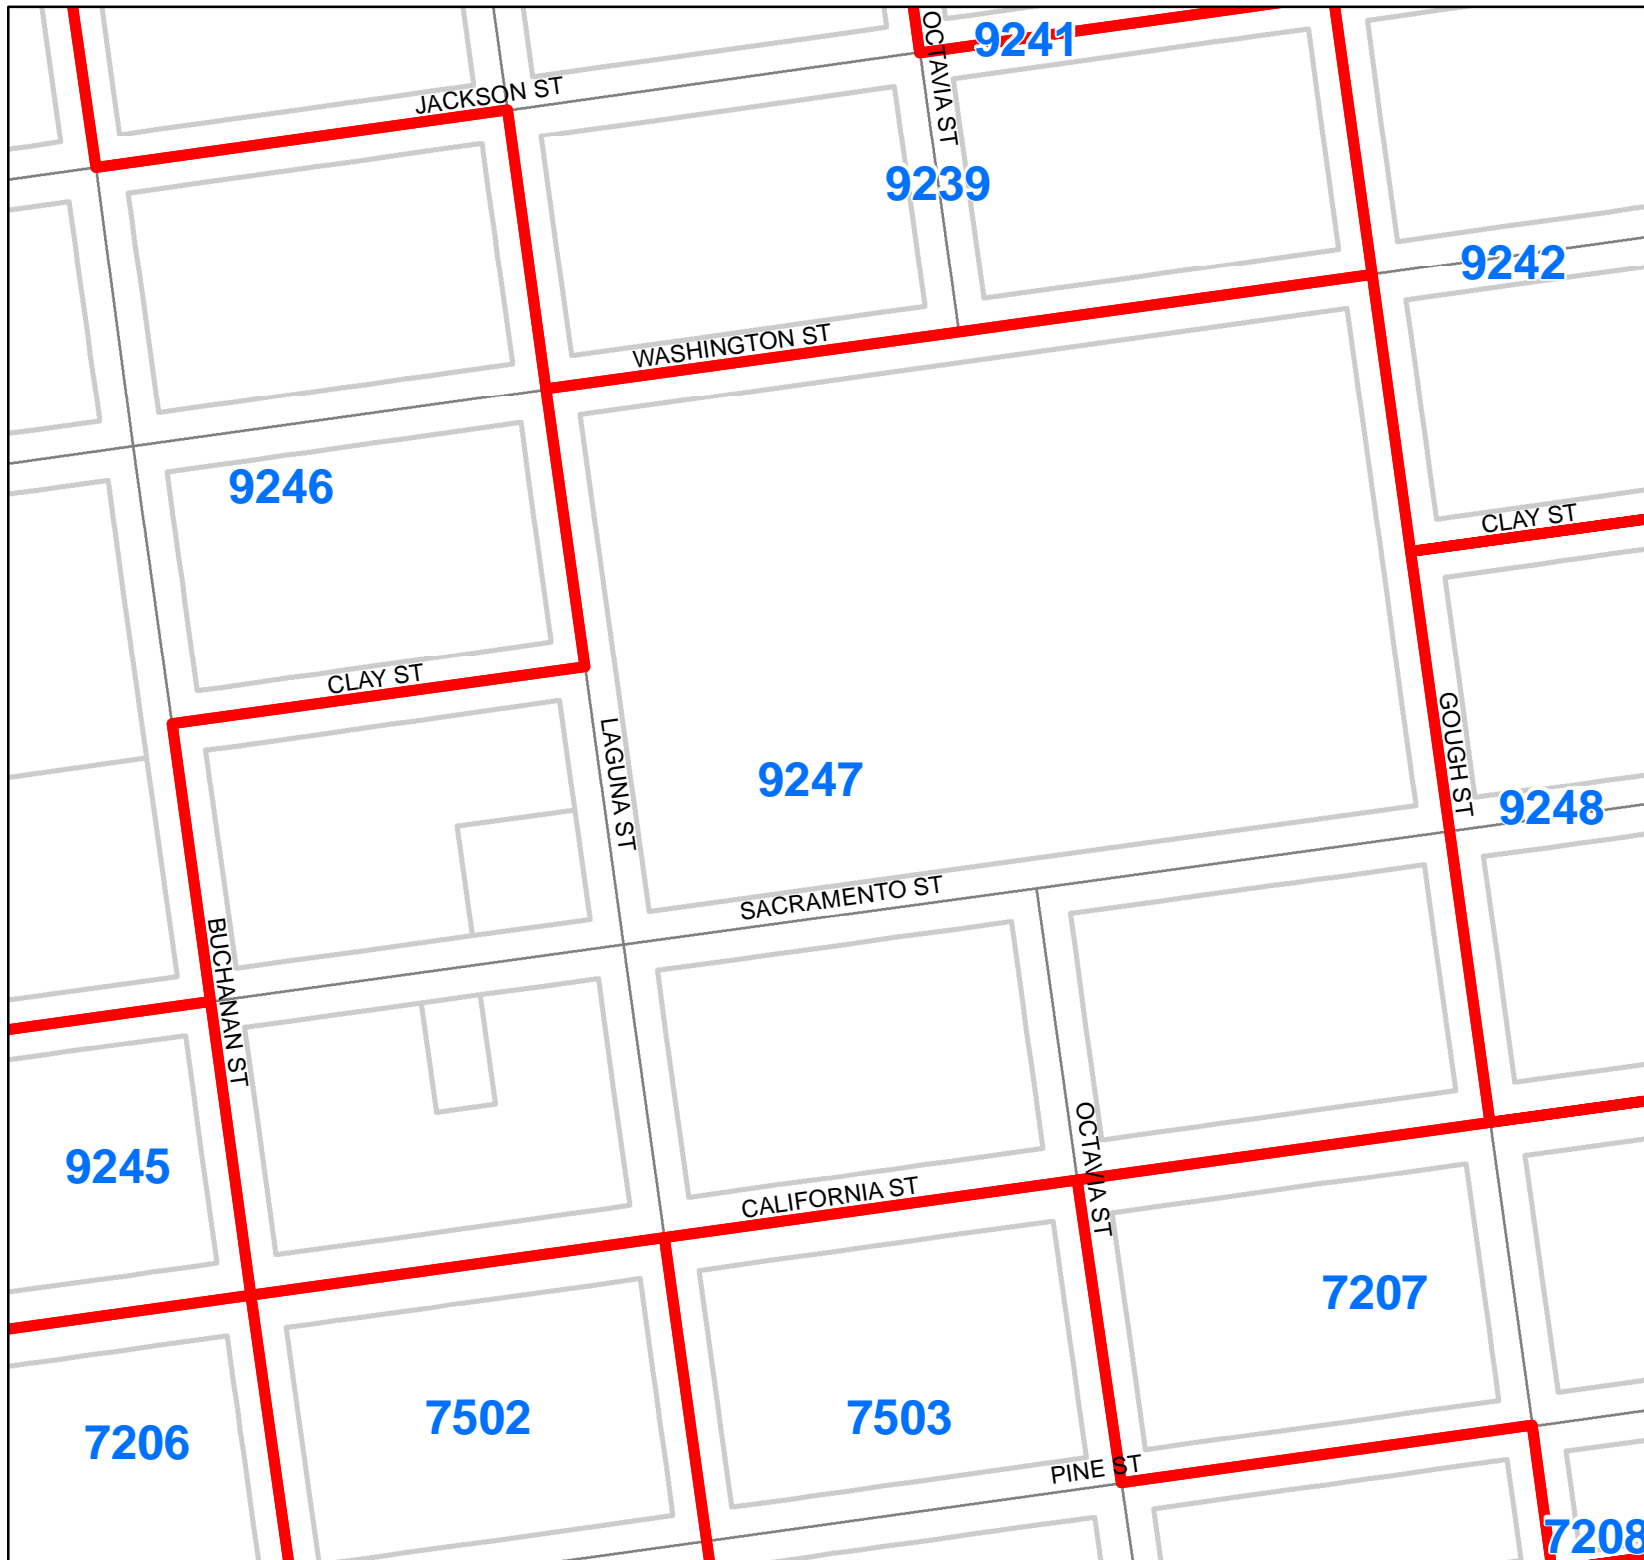 OCTAVIA ST
9241
JACKSON ST
9239
9242
WASHINGTON ST
9246
CLAY ST
CLAY ST
LAGUNA ST
9247
GOUGH ST
9248
SACRAMENTO ST
BUCHANAN ST
9245
OCTAVIA ST
CALIFORNIA ST
7207
7502
7503
7206
PINE ST
7208